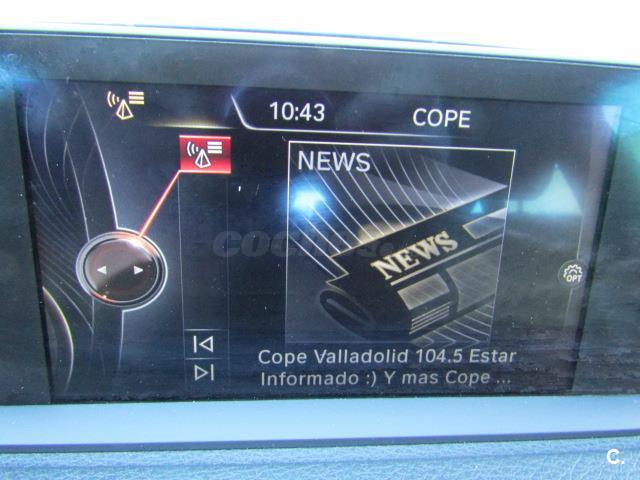 10:43 COPE
NEWS
NEWS
OPT
Cope Valladolid 104.5 Estar
Informado :) Y mas Cope ...
C.